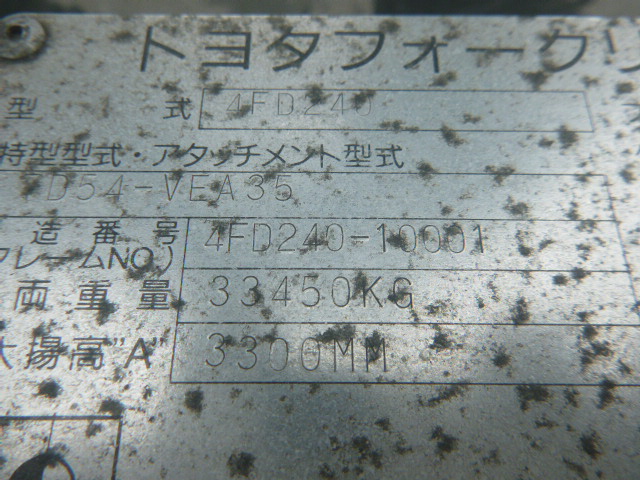 トヨタフォークリ
型 式 4FD240
特型型式・アタッチメント型式
D54-VEA35
造番号 4FD240-10001
フレームNO.)
両重量 33450KG
大揚高"A" 3300MM